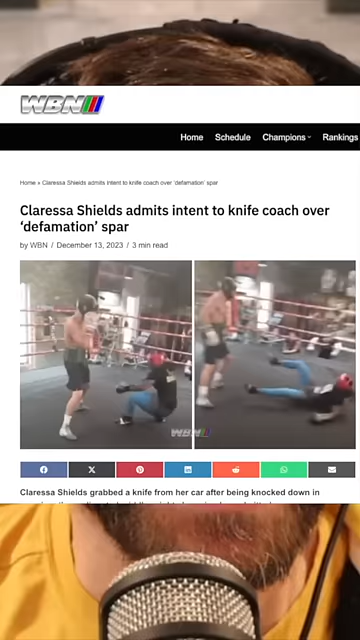 WBN
Home Schedule Champions Rankings
Home » Claressa Shields admits intent to knife coach over 'defamation' spar
Claressa Shields admits intent to knife coach over
‘defamation’ spar
by WBN / December 13, 2023 / 3 min read
WBN
Claressa Shields grabbed a knife from her car after being knocked down in